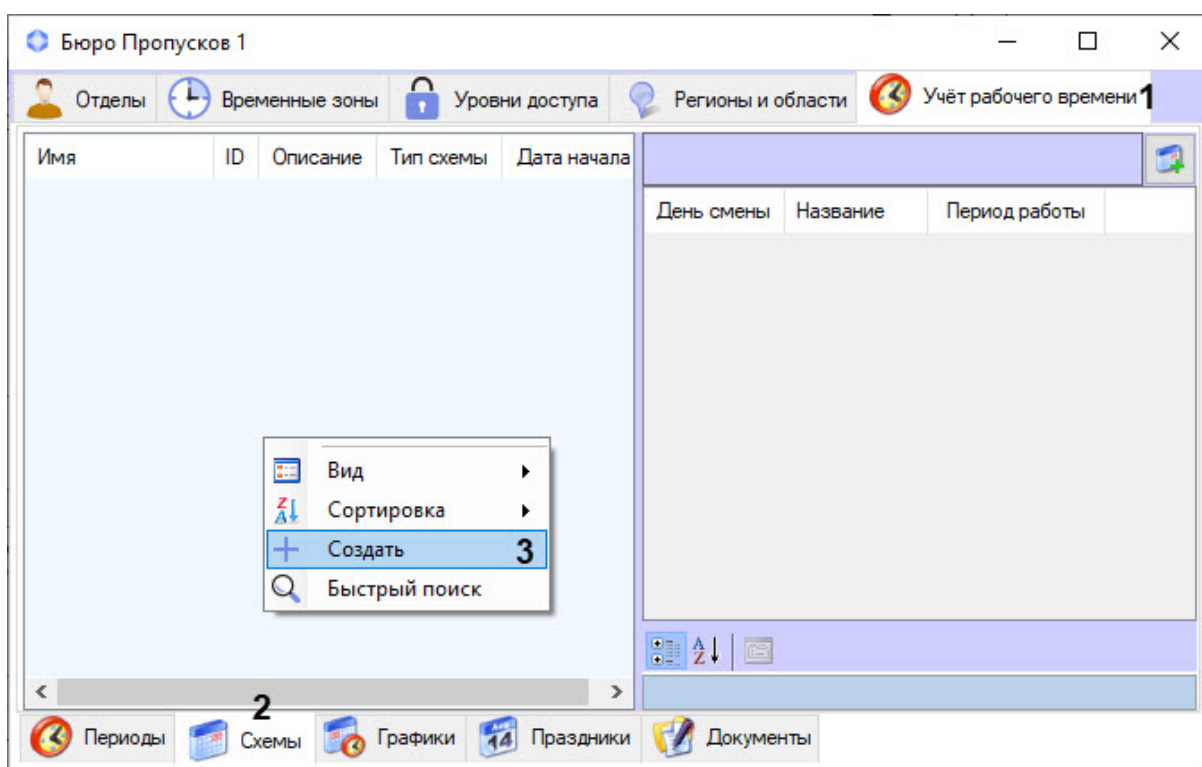 Бюро Пропусков 1
Отделы Временные зоны Уровни доступа Регионы и области Учёт рабочего времени 1
Имя ID Описание Тип схемы Дата начала
День смены Название Период работы
Вид
Сортировка
Создать 3
Быстрый поиск
2
Периоды Схемы Графики 14 Праздники Документы